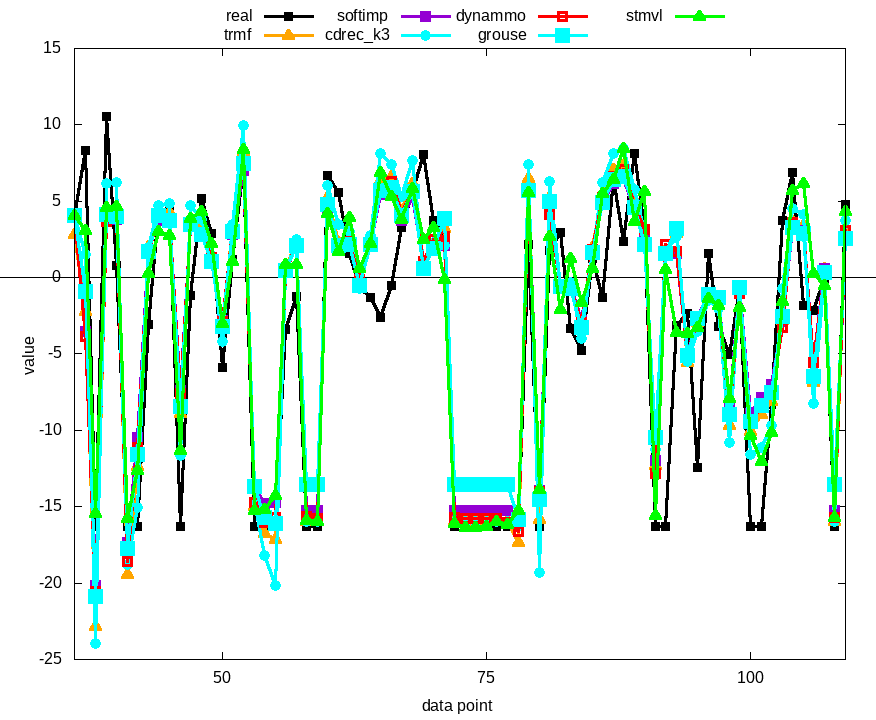 real softimp dynammo stmvl
trmf cdrec_k3 grouse
15
10
5
0
-5
-10
-15
-20
-25
value
50 75 100
data point